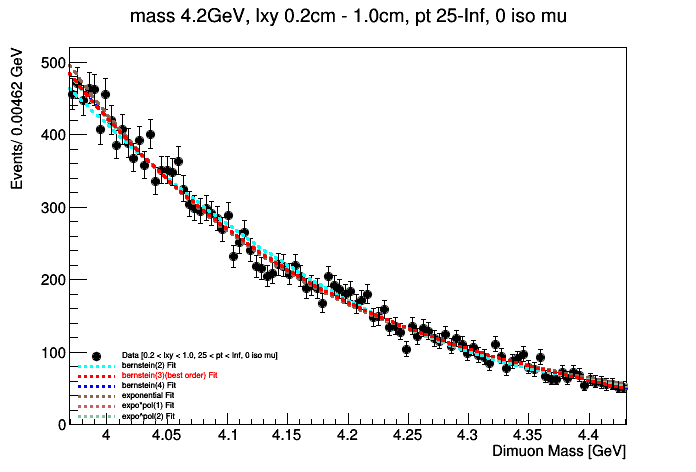 mass 4.2GeV, lxy 0.2cm - 1.0cm, pt 25-Inf, 0 iso mu
Events/ 0.00462 GeV
500
400
300
200
100
0
Data [0.2 < lxy < 1.0, 25 < pt < Inf, 0 iso mu]
bernstein(2) Fit
bernstein(3)(best order) Fit
bernstein(4) Fit
exponential Fit
expo*pol(1) Fit
expo*pol(2) Fit
4 4.05 4.1 4.15 4.2 4.25 4.3 4.35 4.4
Dimuon Mass [GeV]